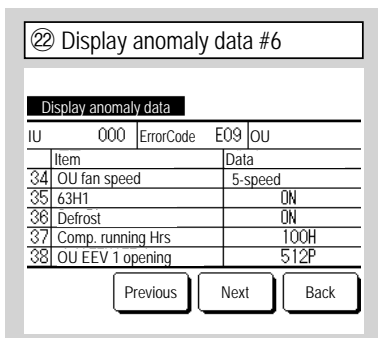 ㉒ Display anomaly data #6
Display anomaly data
IU 000 ErrorCode E09 OU
Item Data
34 OU fan speed 5-speed
35 63H1 ON
36 Defrost ON
37 Comp. running Hrs 100H
38 OU EEV 1 opening 512P
Previous Next Back